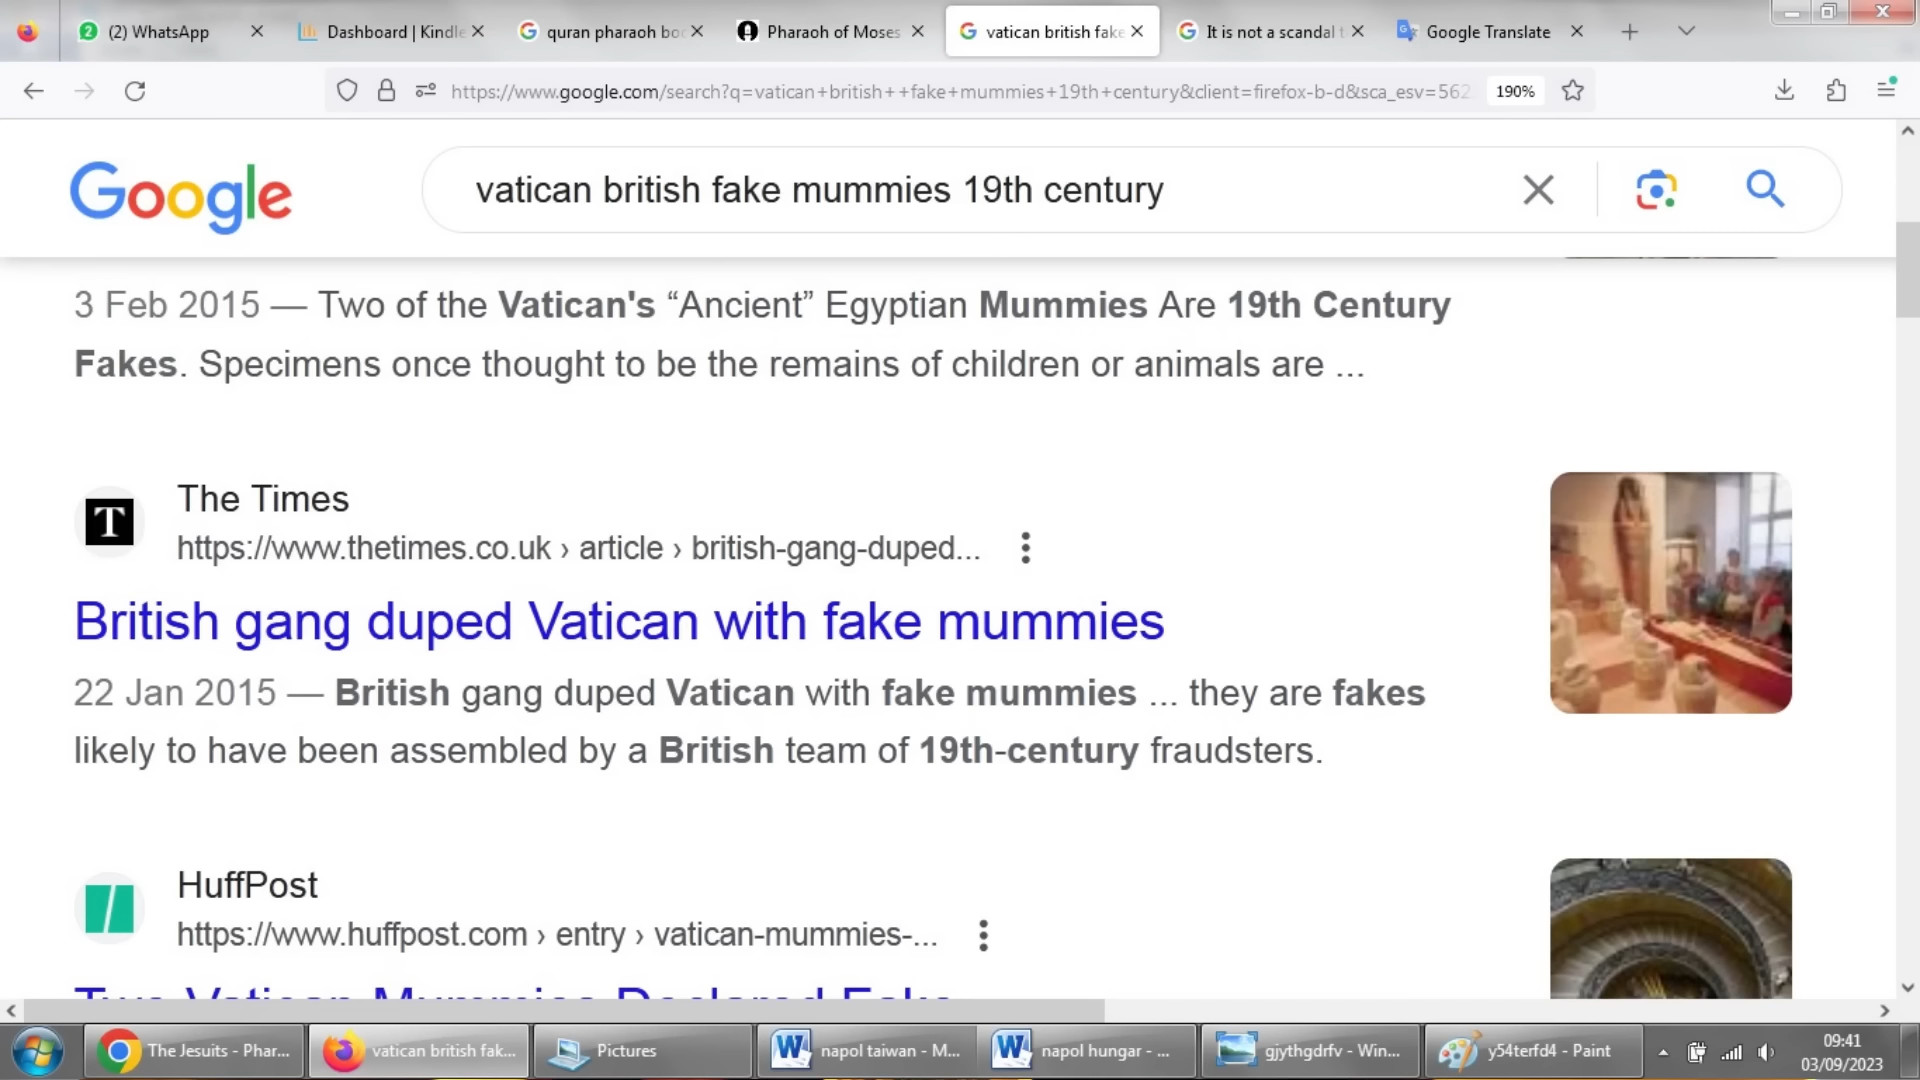 (2) WhatsApp
Dashboard | Kindle
quran pharaoh bo
Pharaoh of Moses
vatican british fake
It is not a scandal t
Google Translate
https://www.google.com/search?q=vatican+british++fake+mummies+19th+century&client=firefox-b-d&sca_esv=562
190%
Google
vatican british fake mummies 19th century
3 Feb 2015 — Two of the Vatican's “Ancient” Egyptian Mummies Are 19th Century
Fakes. Specimens once thought to be the remains of children or animals are ...
The Times
https://www.thetimes.co.uk › article › british-gang-duped...
British gang duped Vatican with fake mummies
22 Jan 2015 — British gang duped Vatican with fake mummies ... they are fakes
likely to have been assembled by a British team of 19th-century fraudsters.
HuffPost
https://www.huffpost.com › entry › vatican-mummies-...
Two Vatican Mummies Declared Fake
The Jesuits - Phar...
vatican british fak...
Pictures
napol taiwan - M...
napol hungar - ...
gjythgdrfv - Win...
y54terfd4 - Paint
09:41
03/09/2023